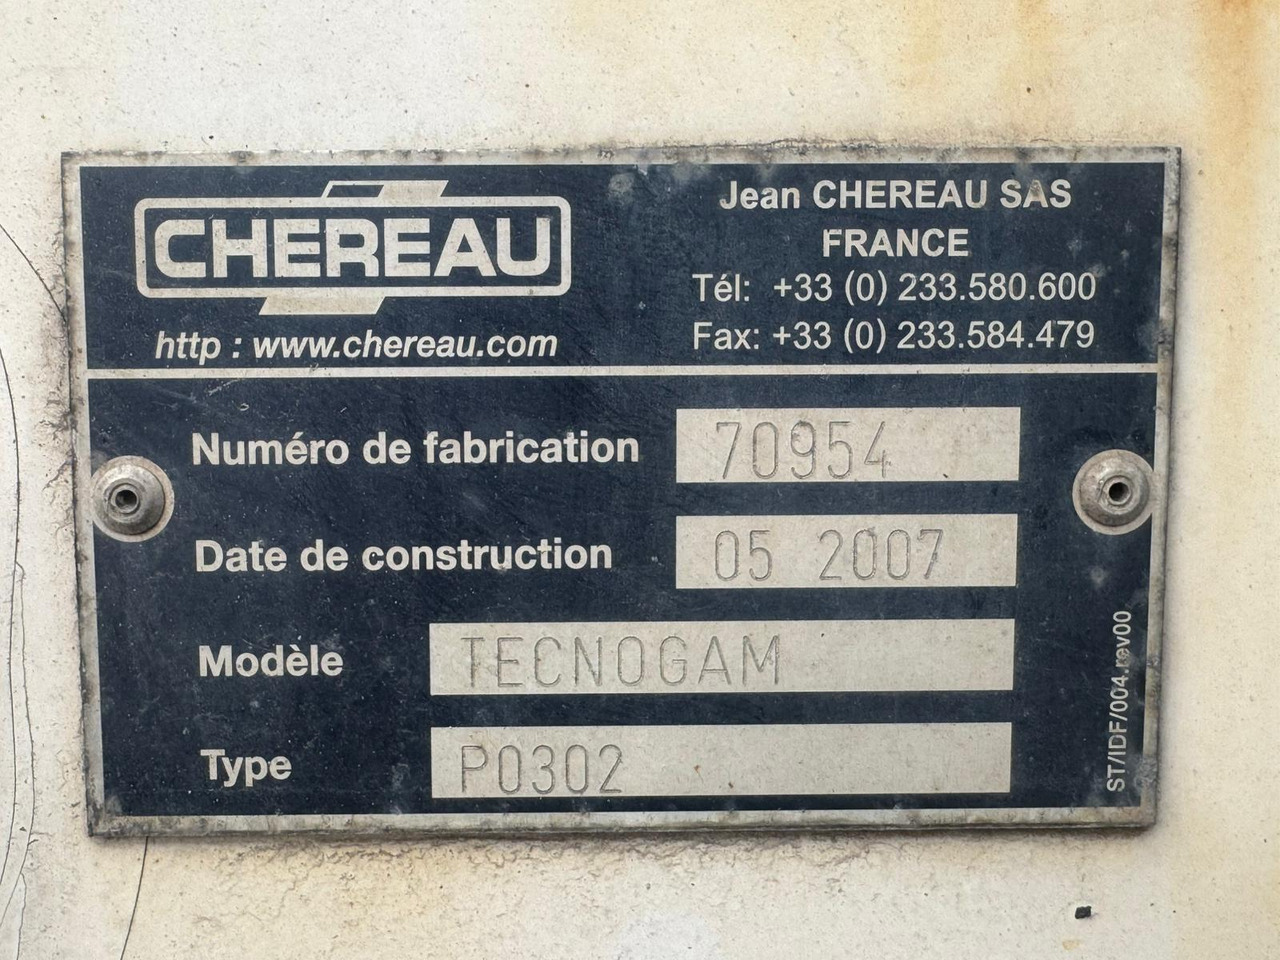 CHEREAU
http : www.chereau.com
Jean CHEREAU SAS
FRANCE
Tél: +33 (0) 233.580.600
Fax: +33 (0) 233.584.479
Numéro de fabrication 70954
Date de construction 05 2007
Modèle TECNOGAM
Type P0302
ST/IDF/004.rev00